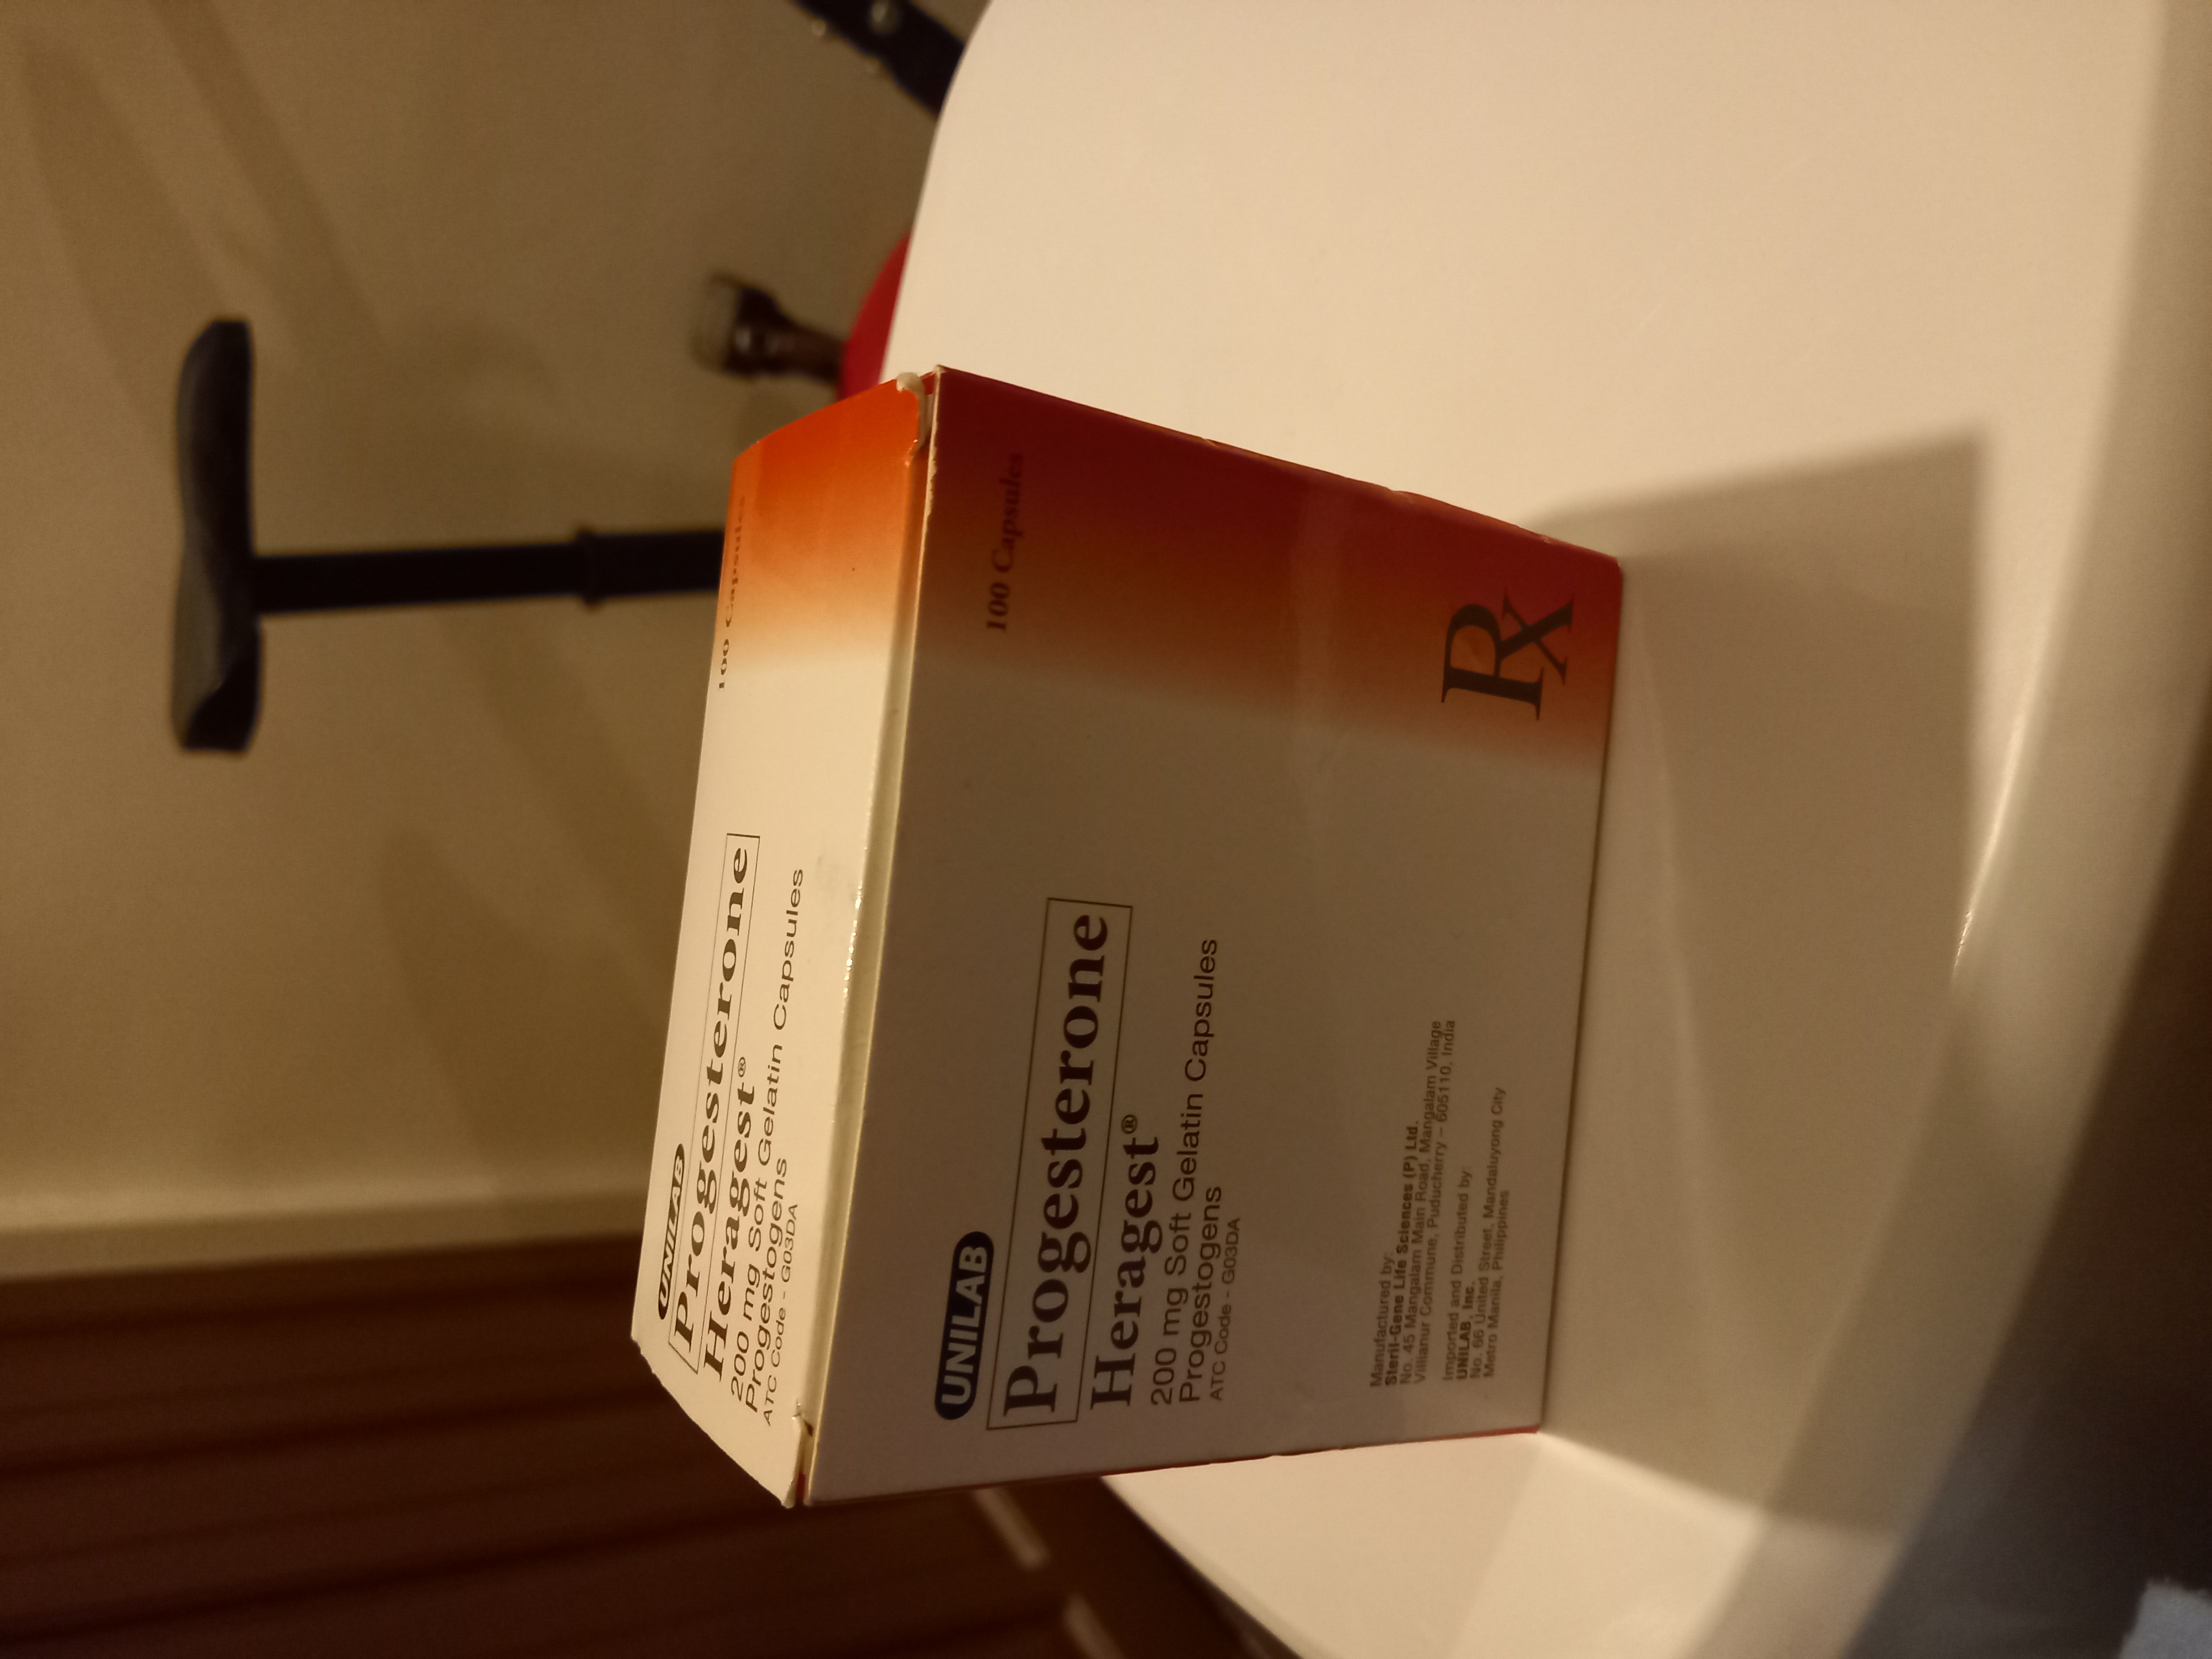 UNILAB
Progesterone
Heragest®
200 mg Soft Gelatin Capsules
Progestogens
ATC Code - G03DA
100 Capsules
UNILAB
Progesterone
Heragest®
200 mg Soft Gelatin Capsules
Progestogens
ATC Code - G03DA
100 Capsules
Manufactured by:
Steril-Gene Life Sciences (P) Ltd.
No. 45 Mangalam Main Road, Mangalam Village
Villianur Commune, Puducherry – 605110, India
Imported and Distributed by:
UNILAB, Inc.
No. 66 United Street, Mandaluyong City
Metro Manila, Philippines
Rx